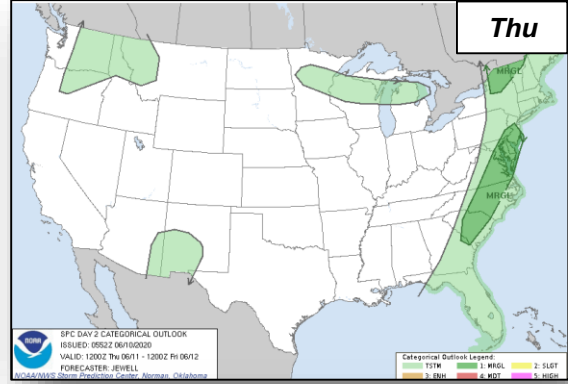 Thu
MRGL
MRGL
NOAA
SPC DAY 2 CATEGORICAL OUTLOOK
ISSUED: 0552Z 06/10/2020
VALID: 1200Z Thu 06/11 - 1200Z Fri 06/12
FORECASTER: JEWELL
NOAA/NWS Storm Prediction Center, Norman, Oklahoma
Categorical Outlook Legend:
TSTM 1: MRGL 2: SLGT
3: ENH 4: MDT 5: HIGH